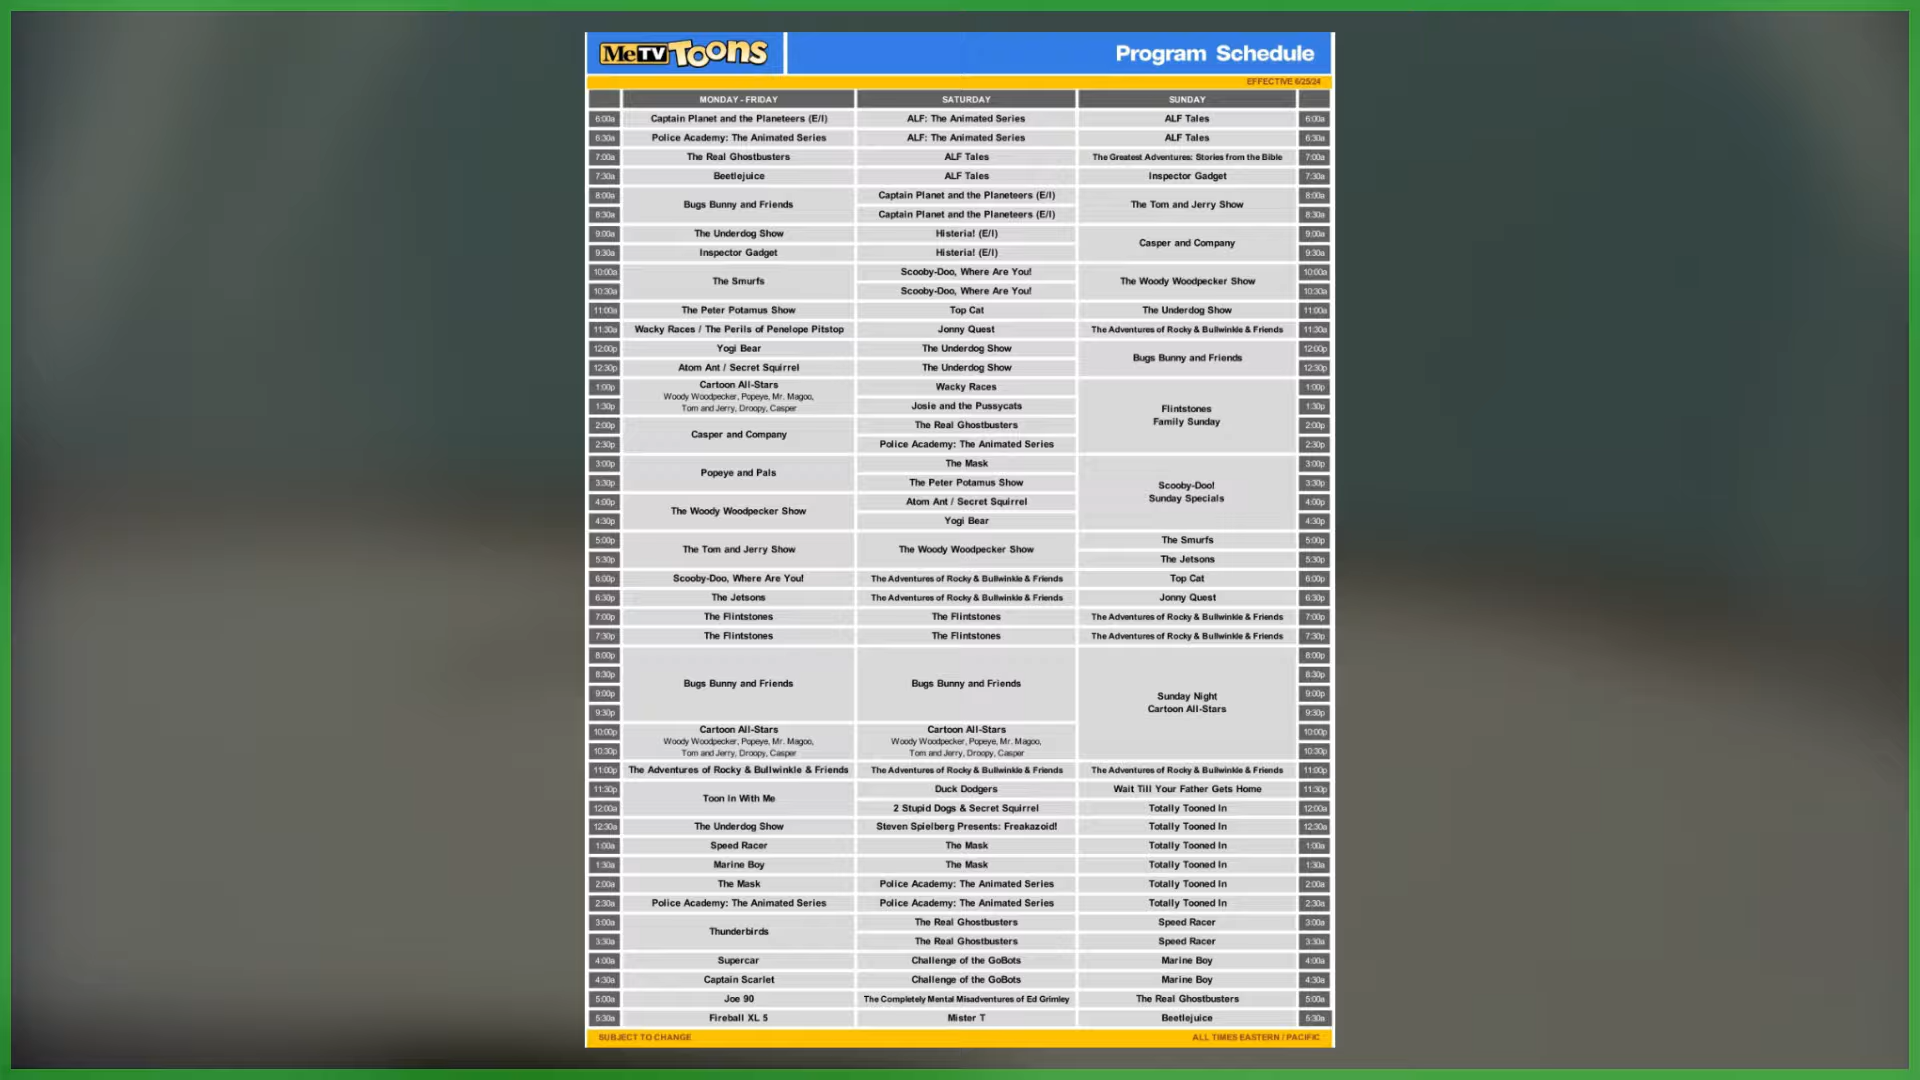 MeTV Toons Program Schedule
EFFECTIVE 6/25/24
MONDAY - FRIDAY SATURDAY SUNDAY
6:00a Captain Planet and the Planeteers (E/I) ALF: The Animated Series ALF Tales 6:00a
6:30a Police Academy: The Animated Series ALF: The Animated Series ALF Tales 6:30a
7:00a The Real Ghostbusters ALF Tales The Greatest Adventures: Stories from the Bible 7:00a
7:30a Beetlejuice ALF Tales Inspector Gadget 7:30a
8:00a Captain Planet and the Planeteers (E/I) 8:00a
Bugs Bunny and Friends The Tom and Jerry Show
8:30a Captain Planet and the Planeteers (E/I) 8:30a
9:00a The Underdog Show Histeria! (E/I) 9:00a
Casper and Company
9:30a Inspector Gadget Histeria! (E/I) 9:30a
10:00a Scooby-Doo, Where Are You! 10:00a
The Smurfs The Woody Woodpecker Show
10:30a Scooby-Doo, Where Are You! 10:30a
11:00a The Peter Potamus Show Top Cat The Underdog Show 11:00a
11:30a Wacky Races / The Perils of Penelope Pitstop Jonny Quest The Adventures of Rocky & Bullwinkle & Friends 11:30a
12:00p Yogi Bear The Underdog Show 12:00p
Bugs Bunny and Friends
12:30p Atom Ant / Secret Squirrel The Underdog Show 12:30p
1:00p Cartoon All-Stars Wacky Races 1:00p
Woody Woodpecker, Popeye, Mr. Magoo,
1:30p Tom and Jerry, Droopy, Casper Josie and the Pussycats Flintstones 1:30p
Family Sunday
2:00p The Real Ghostbusters 2:00p
Casper and Company
2:30p Police Academy: The Animated Series 2:30p
3:00p The Mask 3:00p
Popeye and Pals
3:30p The Peter Potamus Show Scooby-Doo! 3:30p
4:00p Atom Ant / Secret Squirrel Sunday Specials 4:00p
The Woody Woodpecker Show
4:30p Yogi Bear 4:30p
5:00p The Smurfs 5:00p
The Tom and Jerry Show The Woody Woodpecker Show
5:30p The Jetsons 5:30p
6:00p Scooby-Doo, Where Are You! The Adventures of Rocky & Bullwinkle & Friends Top Cat 6:00p
6:30p The Jetsons The Adventures of Rocky & Bullwinkle & Friends Jonny Quest 6:30p
7:00p The Flintstones The Flintstones The Adventures of Rocky & Bullwinkle & Friends 7:00p
7:30p The Flintstones The Flintstones The Adventures of Rocky & Bullwinkle & Friends 7:30p
8:00p 8:00p
8:30p 8:30p
Bugs Bunny and Friends Bugs Bunny and Friends
9:00p Sunday Night 9:00p
9:30p Cartoon All-Stars 9:30p
10:00p Cartoon All-Stars Cartoon All-Stars 10:00p
Woody Woodpecker, Popeye, Mr. Magoo, Woody Woodpecker, Popeye, Mr. Magoo,
10:30p Tom and Jerry, Droopy, Casper Tom and Jerry, Droopy, Casper 10:30p
11:00p The Adventures of Rocky & Bullwinkle & Friends The Adventures of Rocky & Bullwinkle & Friends The Adventures of Rocky & Bullwinkle & Friends 11:00p
11:30p Duck Dodgers Wait Till Your Father Gets Home 11:30p
Toon In With Me
12:00a 2 Stupid Dogs & Secret Squirrel Totally Tooned In 12:00a
12:30a The Underdog Show Steven Spielberg Presents: Freakazoid! Totally Tooned In 12:30a
1:00a Speed Racer The Mask Totally Tooned In 1:00a
1:30a Marine Boy The Mask Totally Tooned In 1:30a
2:00a The Mask Police Academy: The Animated Series Totally Tooned In 2:00a
2:30a Police Academy: The Animated Series Police Academy: The Animated Series Totally Tooned In 2:30a
3:00a The Real Ghostbusters Speed Racer 3:00a
Thunderbirds
3:30a The Real Ghostbusters Speed Racer 3:30a
4:00a Supercar Challenge of the GoBots Marine Boy 4:00a
4:30a Captain Scarlet Challenge of the GoBots Marine Boy 4:30a
5:00a Joe 90 The Completely Mental Misadventures of Ed Grimley The Real Ghostbusters 5:00a
5:30a Fireball XL 5 Mister T Beetlejuice 5:30a
SUBJECT TO CHANGE ALL TIMES EASTERN / PACIFIC